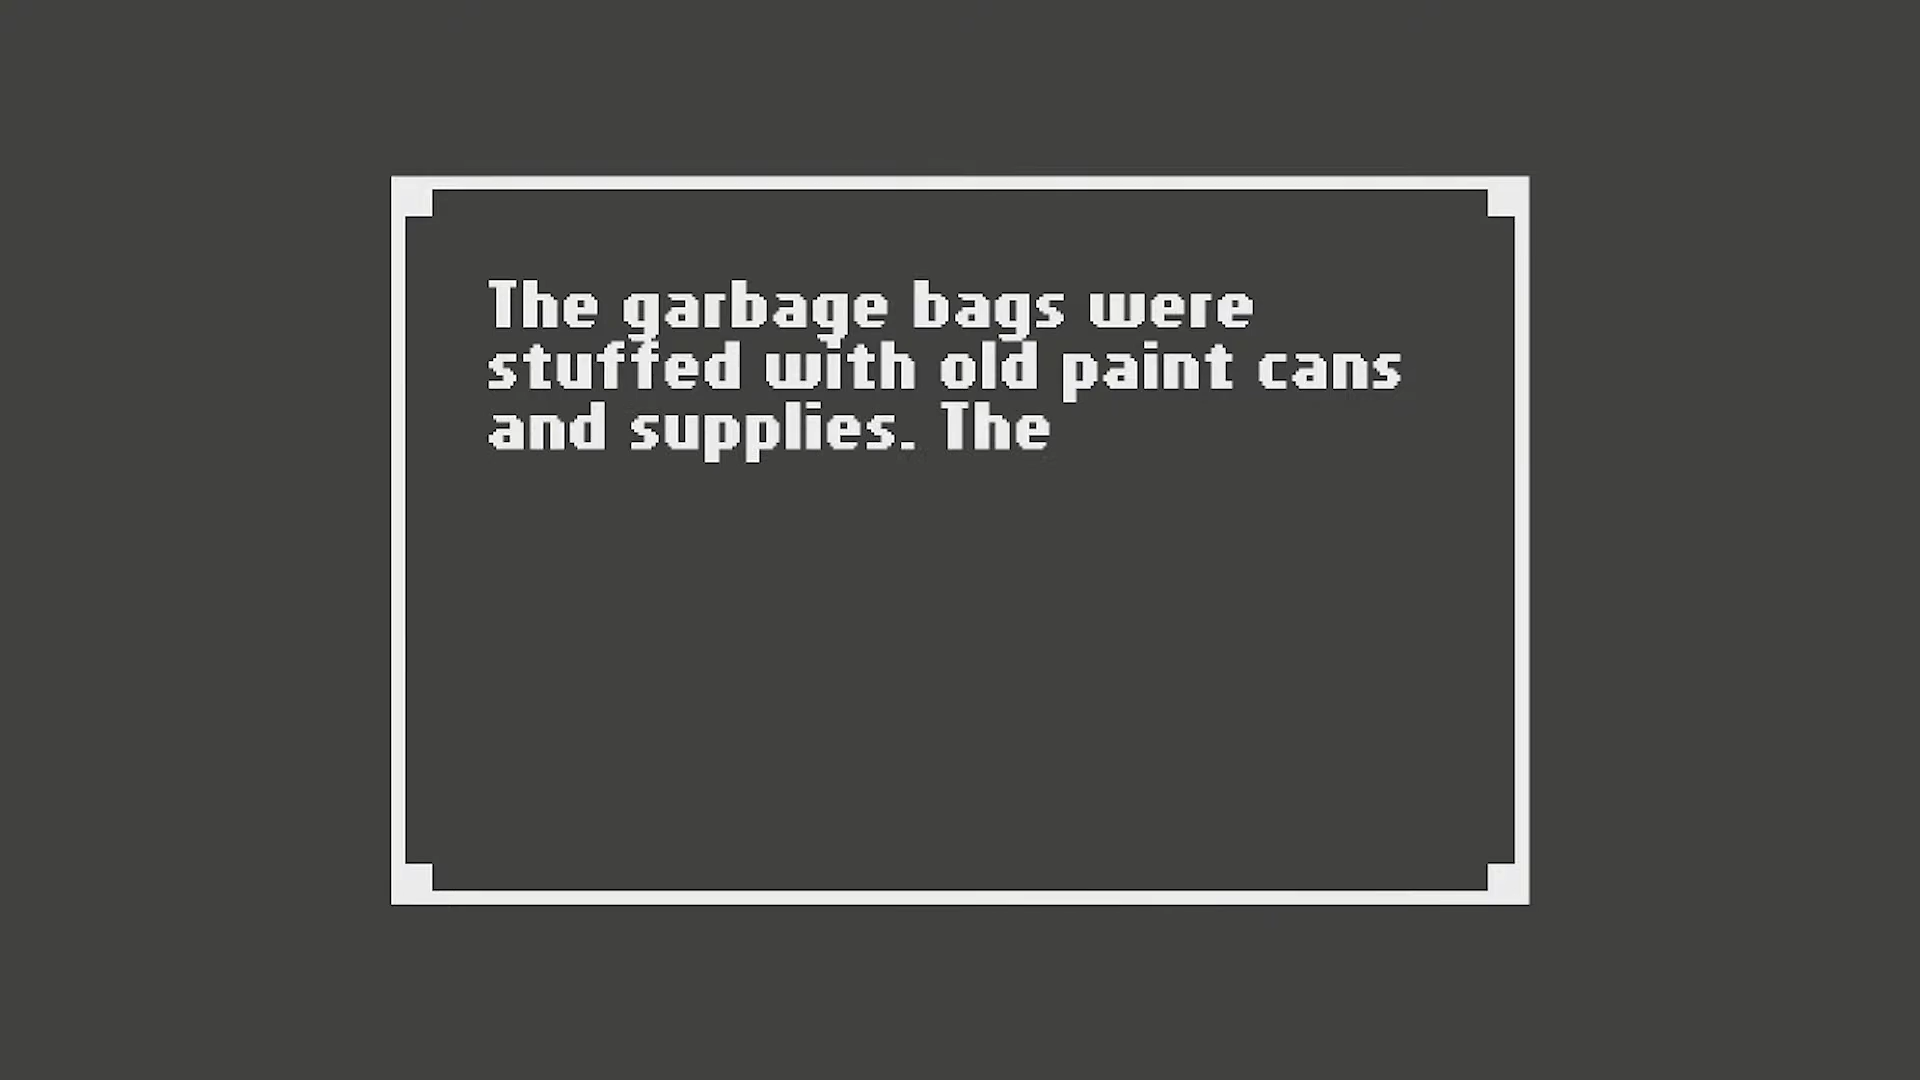 The garbage bags were
stuffed with old paint cans
and supplies. The